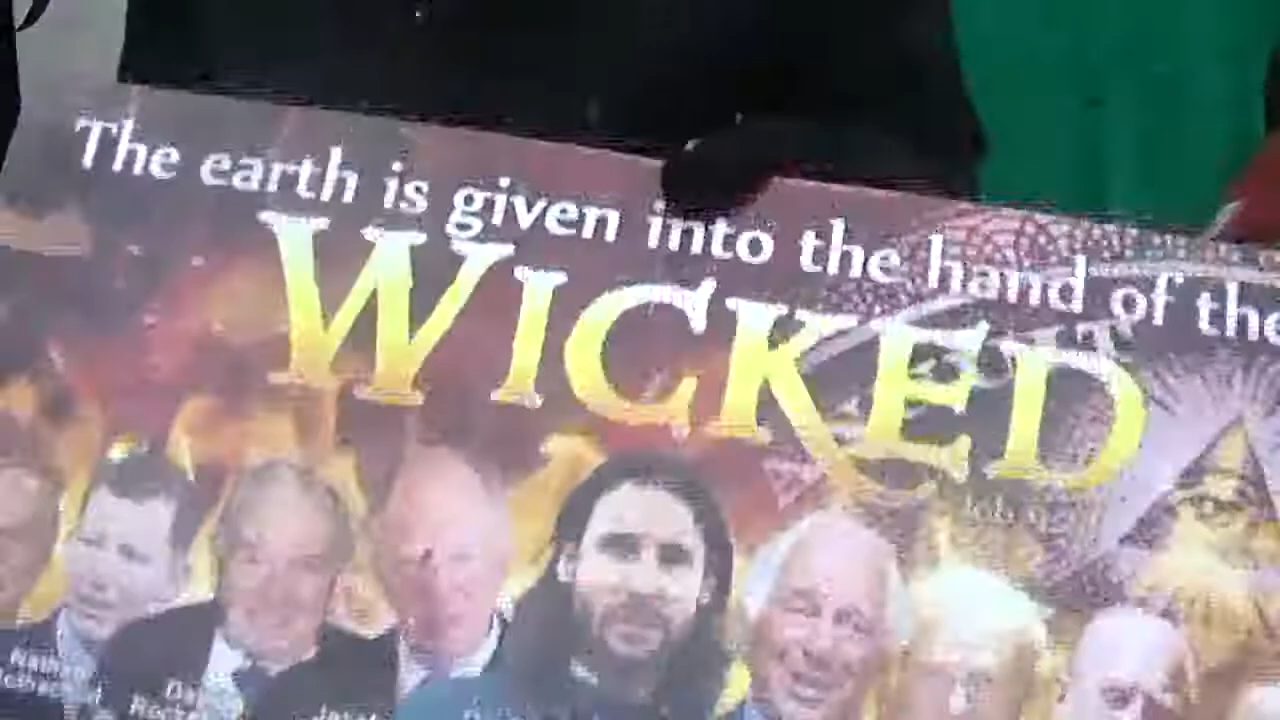 The earth is given into the hand of the
WICKED